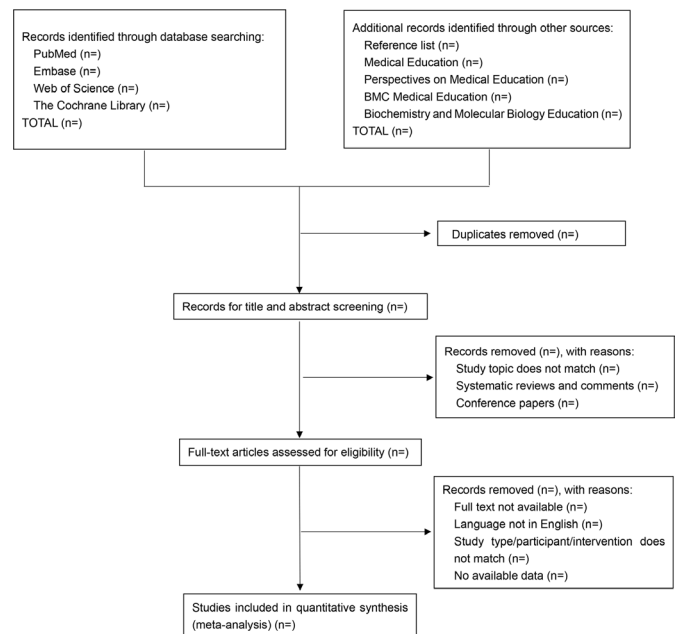 Records identified through database searching:
PubMed (n=)
Embase (n=)
Web of Science (n=)
The Cochrane Library (n=)
TOTAL (n=)
Additional records identified through other sources:
Reference list (n=)
Medical Education (n=)
Perspectives on Medical Education (n=)
BMC Medical Education (n=)
Biochemistry and Molecular Biology Education (n=)
TOTAL (n=)
Duplicates removed (n=)
Records for title and abstract screening (n=)
Records removed (n=), with reasons:
Study topic does not match (n=)
Systematic reviews and comments (n=)
Conference papers (n=)
Full-text articles assessed for eligibility (n=)
Records removed (n=), with reasons:
Full text not available (n=)
Language not in English (n=)
Study type/participant/intervention does
not match (n=)
No available data (n=)
Studies included in quantitative synthesis
(meta-analysis) (n=)